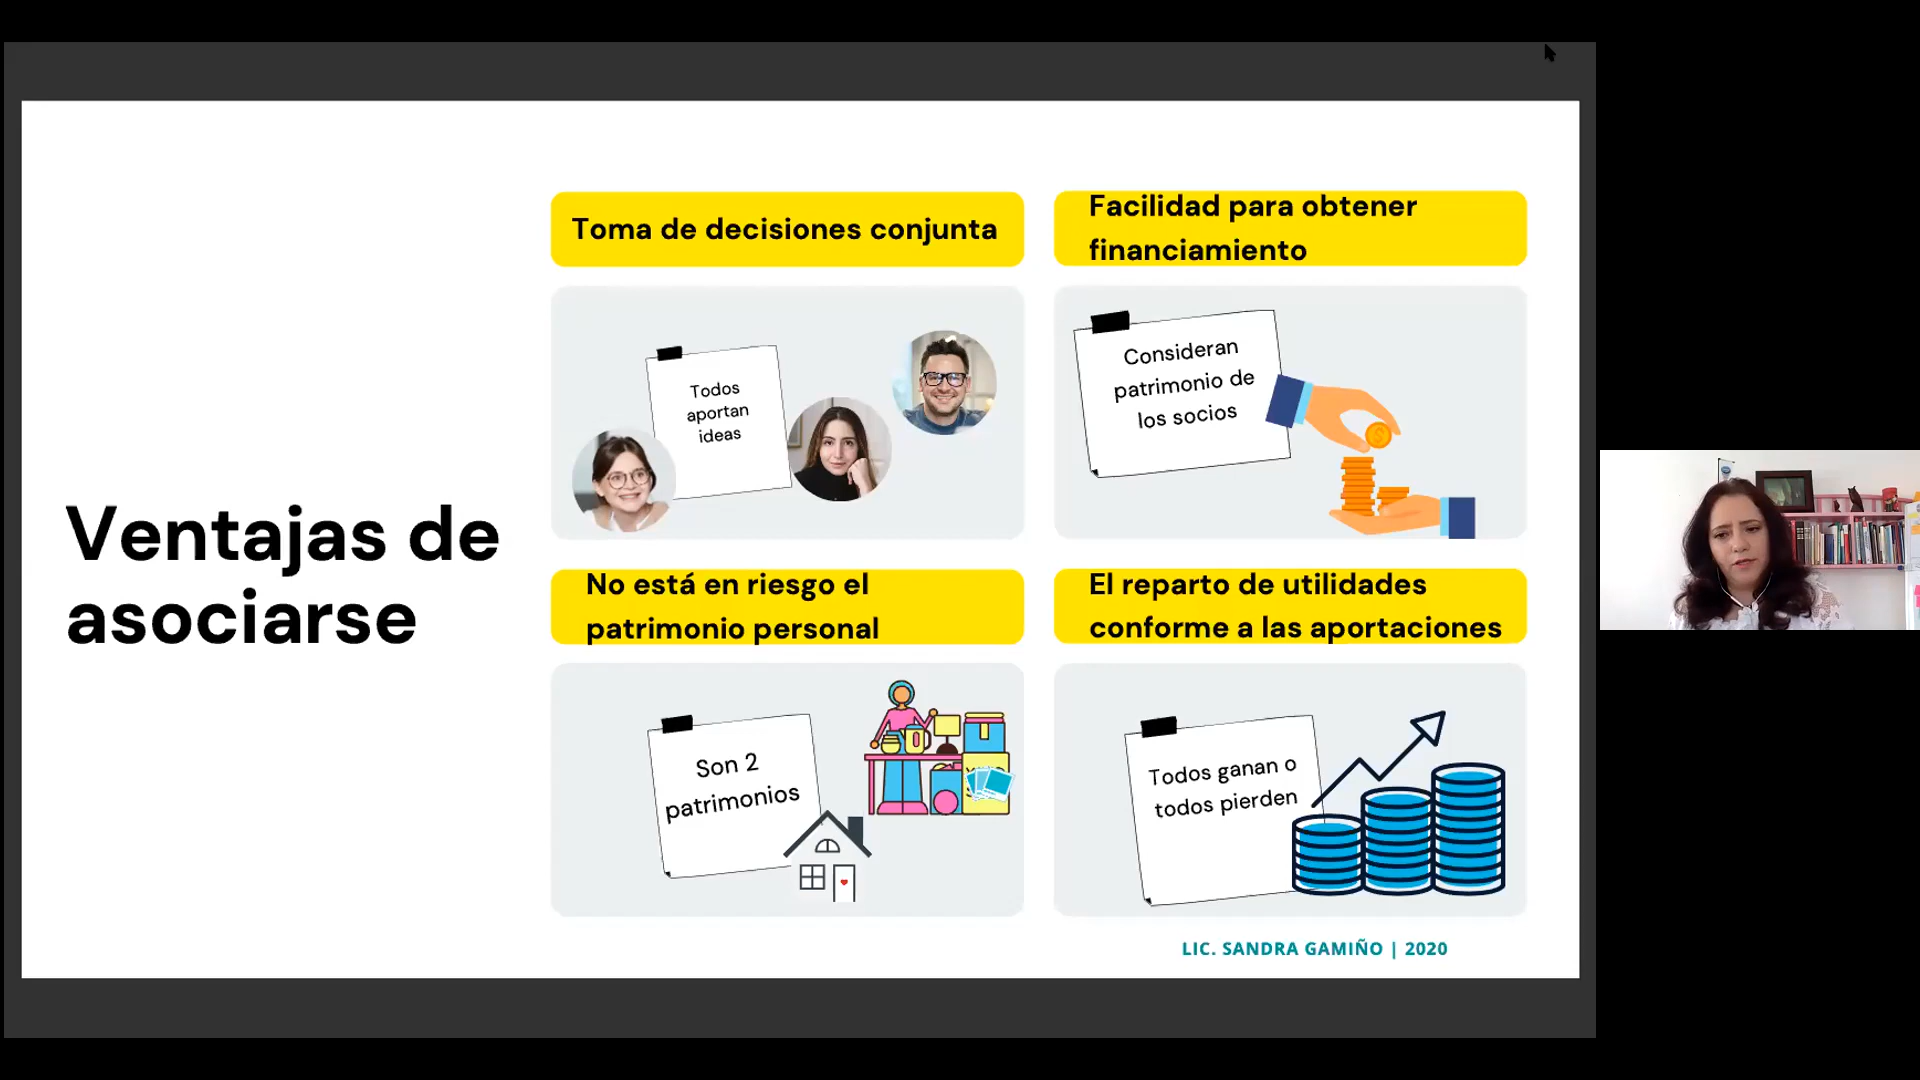 Ventajas de
asociarse
Toma de decisiones conjunta
Todos
aportan
ideas
Facilidad para obtener
financiamiento
Consideran
patrimonio de
los socios
No está en riesgo el
patrimonio personal
Son 2
patrimonios
El reparto de utilidades
conforme a las aportaciones
Todos ganan o
todos pierden
LIC. SANDRA GAMIÑO | 2020